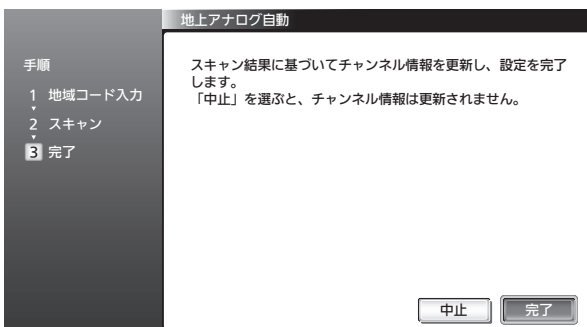 地上アナログ自動
手順
1 地域コード入力
2 スキャン
3 完了
スキャン結果に基づいてチャンネル情報を更新し、設定を完了
します。
「中止」を選ぶと、チャンネル情報は更新されません。
中止
完了